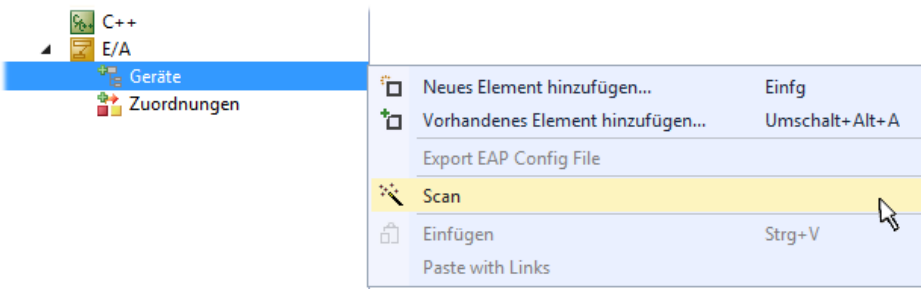 C++
E/A
Geräte
Zuordnungen
Neues Element hinzufügen... Einfg
Vorhandenes Element hinzufügen... Umschalt+Alt+A
Export EAP Config File
Scan
Einfügen Strg+V
Paste with Links